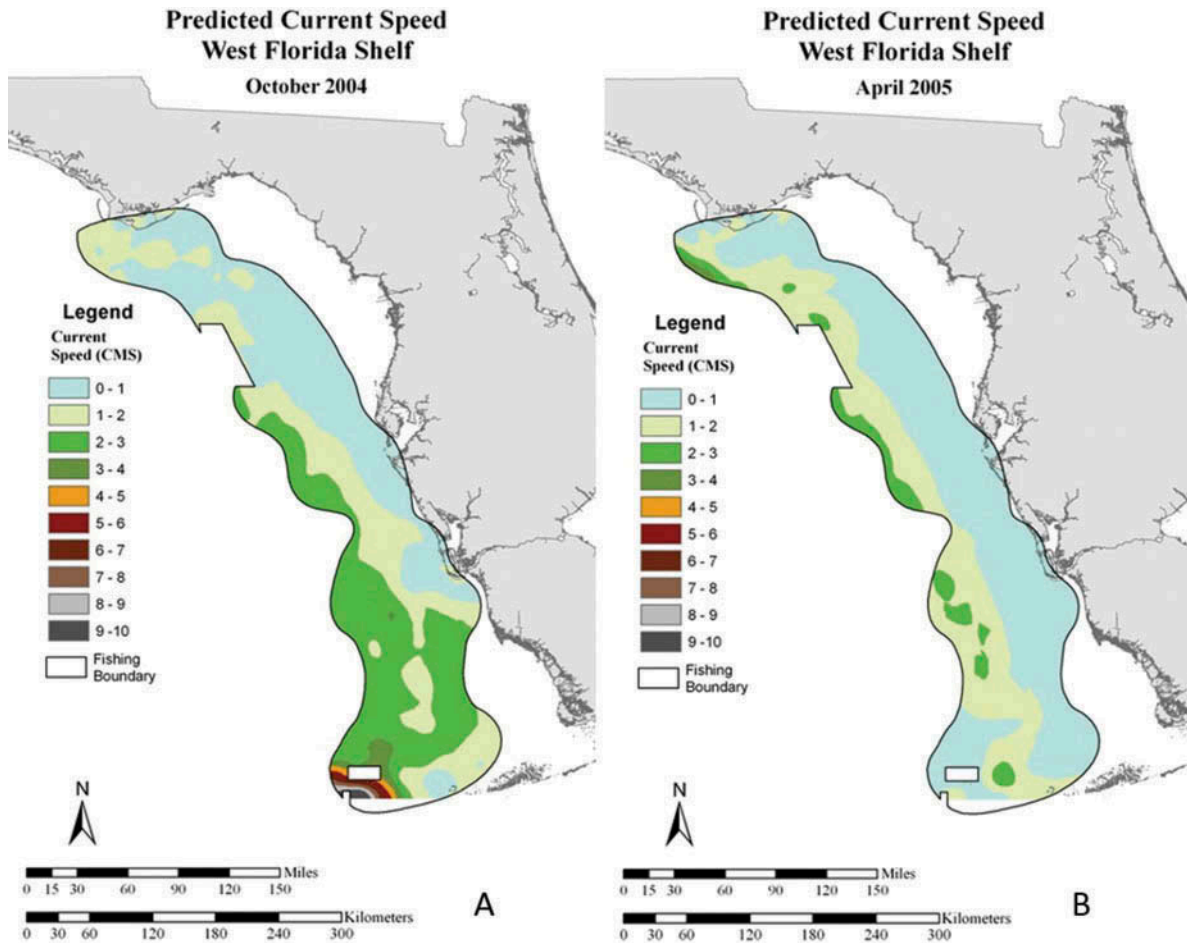 Predicted Current Speed
West Florida Shelf
October 2004
Legend
Current
Speed (CMS)
0 - 1
1 - 2
2 - 3
3 - 4
4 - 5
5 - 6
6 - 7
7 - 8
8 - 9
9 -10
Fishing
Boundary
N
Miles
0 15 30 60 90 120 150
Kilometers
0 30 60 120 180 240 300
A
Predicted Current Speed
West Florida Shelf
April 2005
Legend
Current
Speed (CMS)
0 - 1
1 - 2
2 - 3
3 - 4
4 - 5
5 - 6
6 - 7
7 - 8
8 - 9
9 -10
Fishing
Boundary
N
Miles
0 15 30 60 90 120 150
Kilometers
0 30 60 120 180 240 300
B